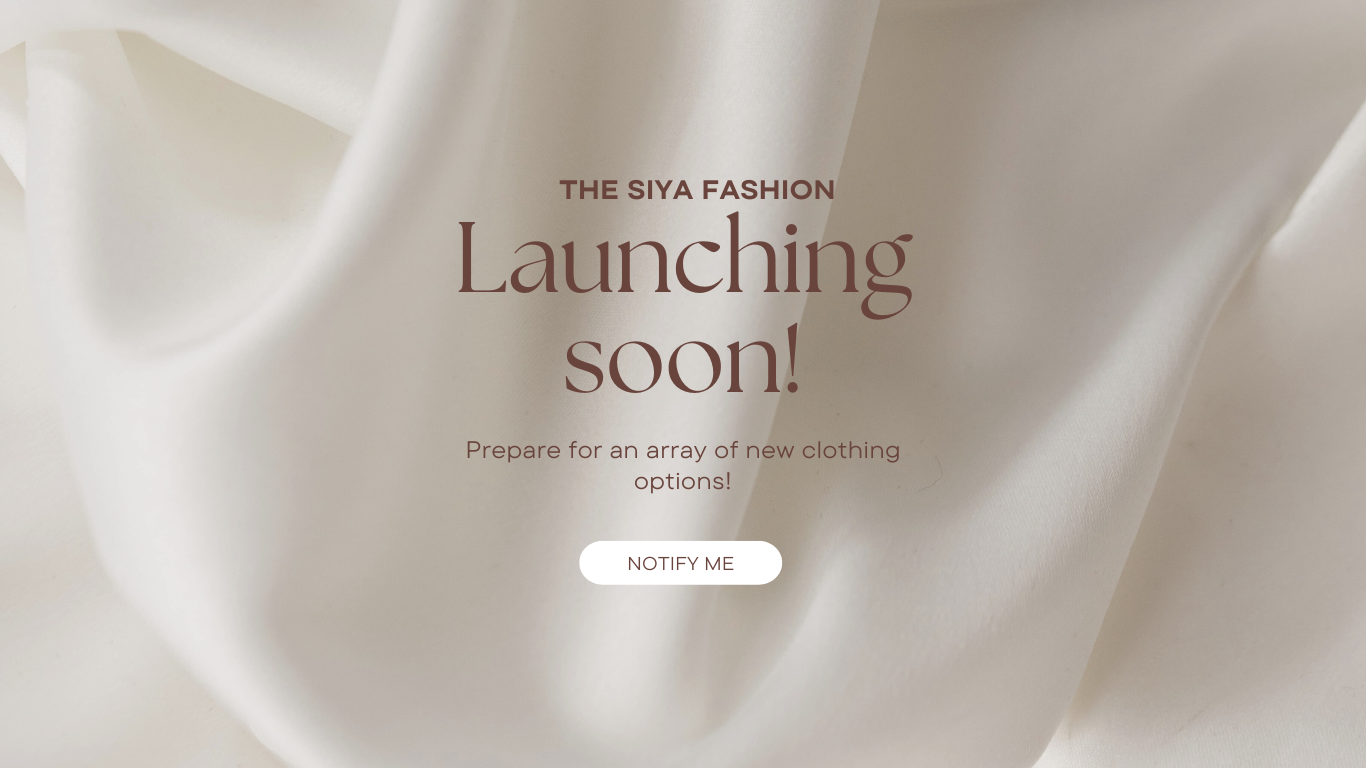 THE SIYA FASHION
Launching
soon!
Prepare for an array of new clothing
options!
NOTIFY ME